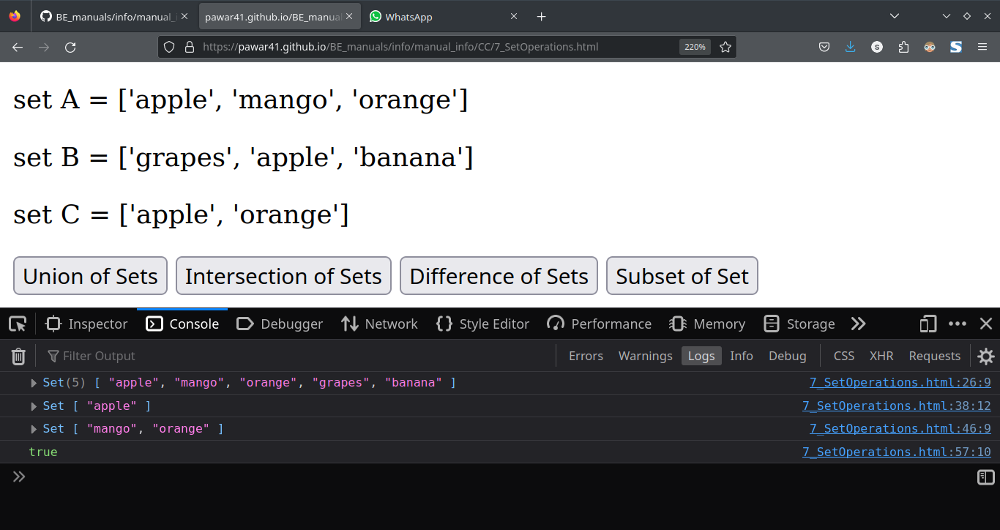 BE_manuals/info/manual_i
pawar41.github.io/BE_manua
WhatsApp
https://pawar41.github.io/BE_manuals/info/manual_info/CC/7_SetOperations.html 220% S S
set A = ['apple', 'mango', 'orange']
set B = ['grapes', 'apple', 'banana']
set C = ['apple', 'orange']
Union of Sets Intersection of Sets Difference of Sets Subset of Set
Inspector Console Debugger Network Style Editor Performance Memory Storage
Filter Output Errors Warnings Logs Info Debug CSS XHR Requests
Set(5) [ "apple", "mango", "orange", "grapes", "banana" ] 7_SetOperations.html:26:9
Set [ "apple" ] 7_SetOperations.html:38:12
Set [ "mango", "orange" ] 7_SetOperations.html:46:9
true 7_SetOperations.html:57:10